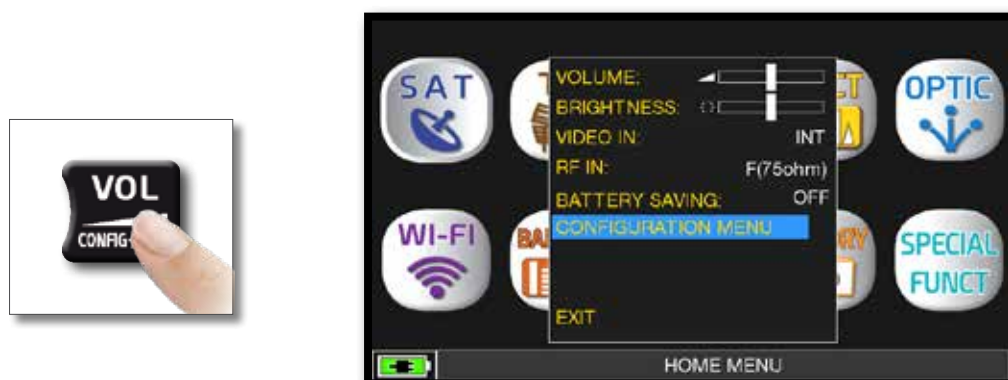 VOL
CONFIG
SAT
OPTIC
WI-FI
SPECIAL
FUNCT
VOLUME:
BRIGHTNESS:
VIDEO IN: INT
RF IN: F(75ohm)
BATTERY SAVING: OFF
CONFIGURATION MENU
EXIT
HOME MENU